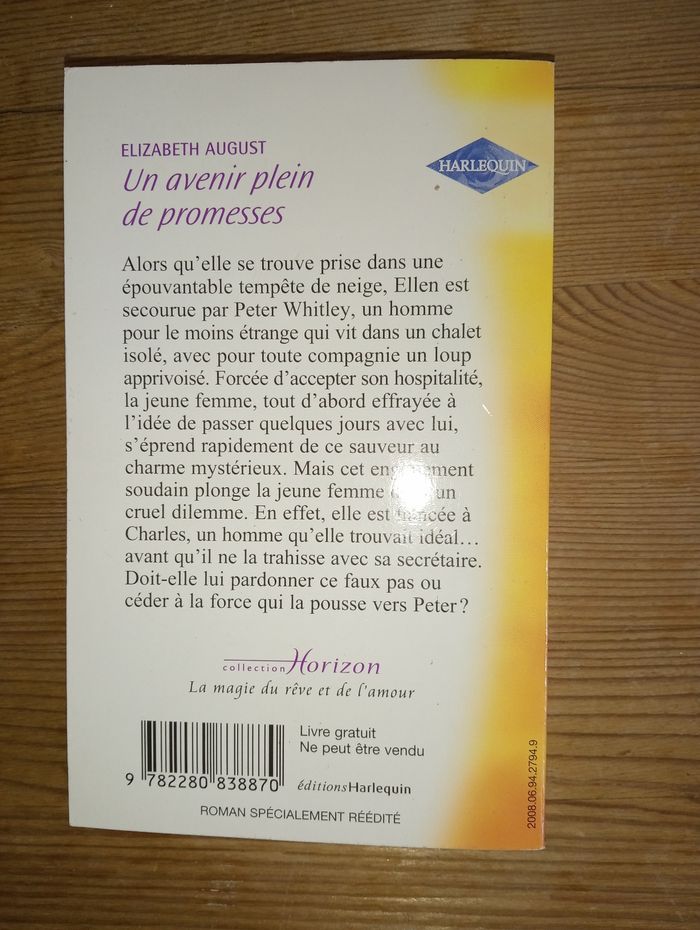 ELIZABETH AUGUST
Un avenir plein
de promesses
HARLEQUIN
Alors qu'elle se trouve prise dans une
épouvantable tempête de neige, Ellen est
secourue par Peter Whitley, un homme
pour le moins étrange qui vit dans un chalet
isolé, avec pour toute compagnie un loup
apprivoisé. Forcée d'accepter son hospitalité,
la jeune femme, tout d'abord effrayée à
l'idée de passer quelques jours avec lui,
s'éprend rapidement de ce sauveur au
charme mystérieux. Mais cet
soudain plonge la jeune femme un
cruel dilemme. En effet, elle est fiancée à
Charles, un homme qu'elle trouvait idéal...
avant qu'il ne la trahisse avec sa secrétaire.
Doit-elle lui pardonner ce faux pas ou
céder à la force qui la pousse vers Peter ?
collection Horizon
La magie du rêve et de l'amour
Livre gratuit
Ne peut être vendu
9 782280 838870
éditionsHarlequin
ROMAN SPÉCIALEMENT RÉÉDITÉ
2008.06.94.2794.9